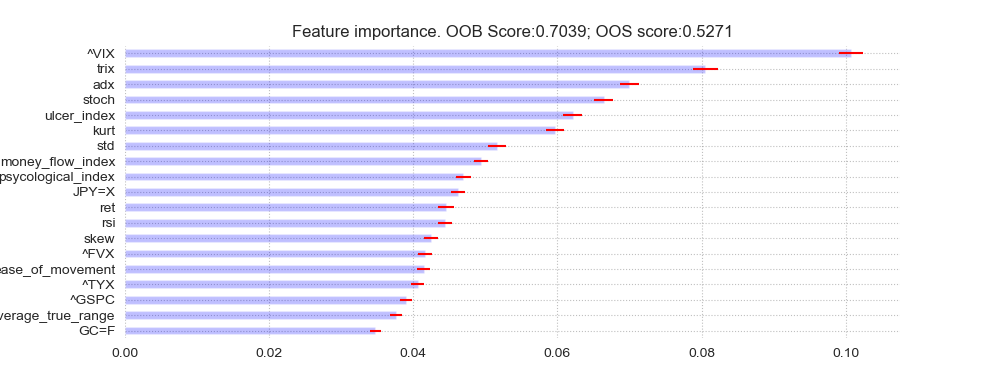 Feature importance. OOB Score:0.7039; OOS score:0.5271
^VIX
trix
adx
stoch
ulcer_index
kurt
std
money_flow_index
psycological_index
JPY=X
ret
rsi
skew
^FVX
ease_of_movement
^TYX
^GSPC
verage_true_range
GC=F
0.00 0.02 0.04 0.06 0.08 0.10